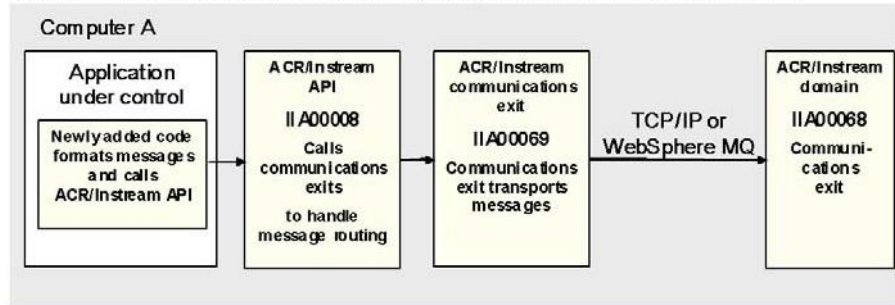 Computer A
Application
under control
Newly added code
formats messages
and calls
ACR/Instream API
ACR/Instream
API
IIA00008
Calls
communications
exits
to handle
message routing
ACR/Instream
communications
exit
IIA00069
Communications
exit transports
messages
TCP/IP or
WebSphere MQ
ACR/Instream
domain
IIA00068
Communi-
cations
exit